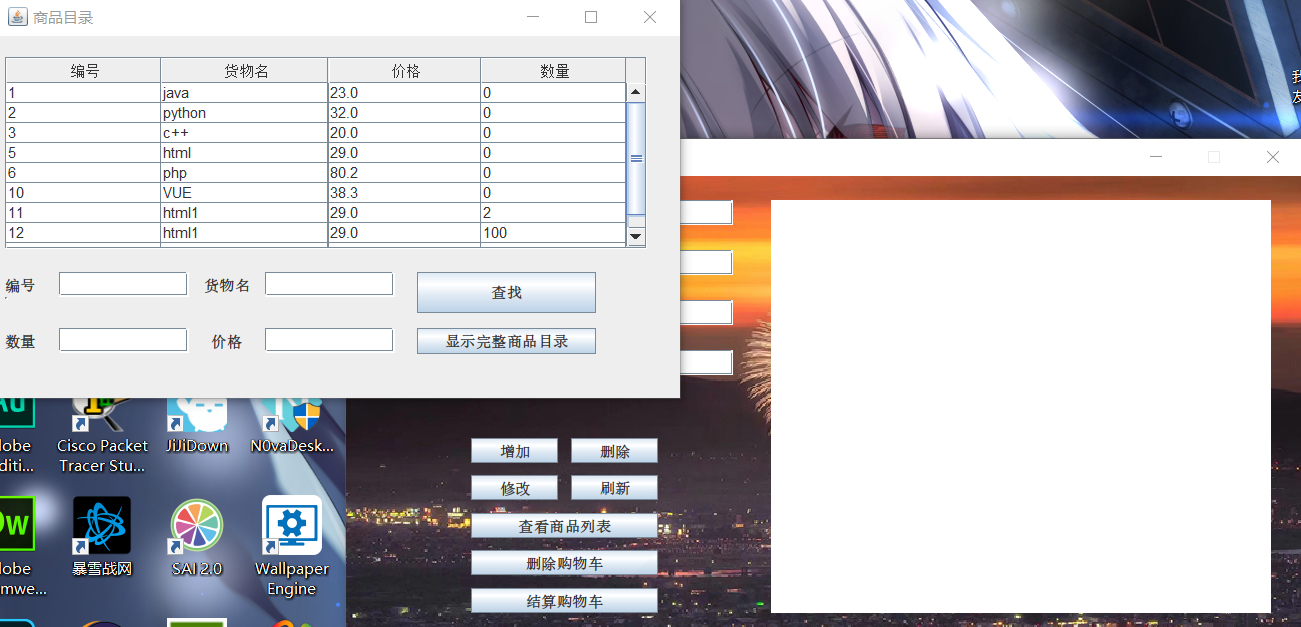 商品目录
编号 货物名 价格 数量
1 java 23.0 0
2 python 32.0 0
3 c++ 20.0 0
5 html 29.0 0
6 php 80.2 0
10 VUE 38.3 0
11 html1 29.0 2
12 html1 29.0 100
编号 货物名 查找
数量 价格 显示完整商品目录
我
友
增加 删除
修改 刷新
查看商品列表
删除购物车
结算购物车
Au
lobe
diti...
Cisco Packet
Tracer Stu...
JiJiDown
N0vaDesk...
Dw
lobe
mwe...
暴雪战网
SAI 2.0
Wallpaper
Engine